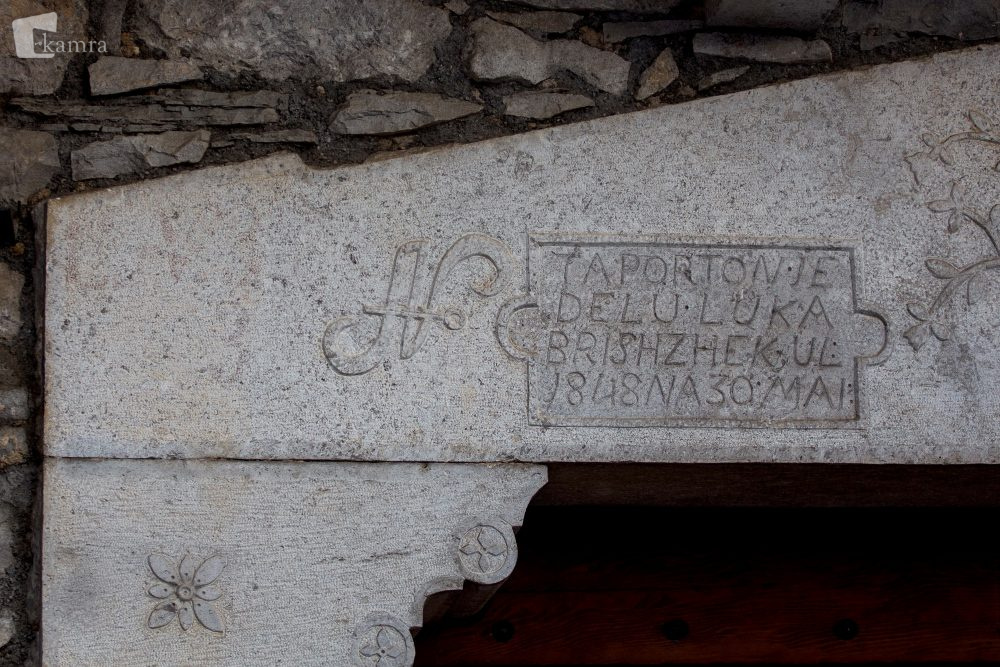 kamra
N
TA PORTON·JE
DELU·LUKA
BRISHZHEK·UL
1848 NA 30·MAI·